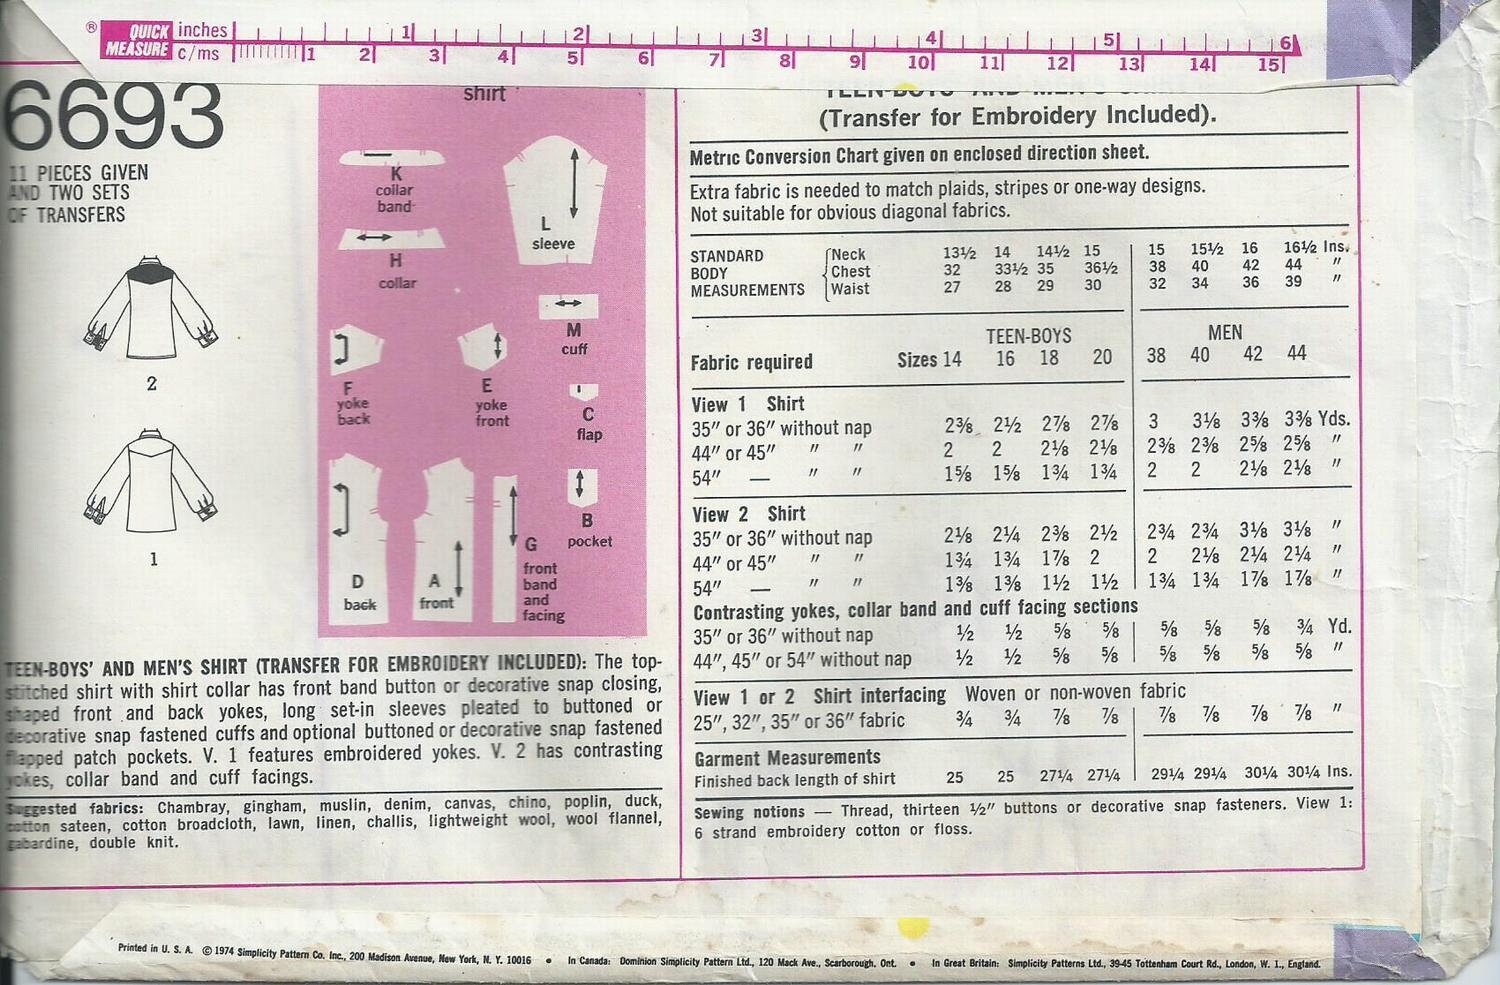 ® QUICK MEASURE inches 1 2 3 4 5 6
c/ms 1 2 3 4 5 6 7 8 9 10 11 12 13 14 15
6693
11 PIECES GIVEN
AND TWO SETS
OF TRANSFERS
2
1
shirt
K
collar
band
L
sleeve
H
collar
M
cuff
F
yoke
back
E
yoke
front
C
flap
B
pocket
D
back
A
front
G
front
band
and
facing
TEEN-BOYS' AND MEN'S SHIRT (TRANSFER FOR EMBROIDERY INCLUDED): The top-
stitched shirt with shirt collar has front band button or decorative snap closing,
shaped front and back yokes, long set-in sleeves pleated to buttoned or
decorative snap fastened cuffs and optional buttoned or decorative snap fastened
flapped patch pockets. V. 1 features embroidered yokes. V. 2 has contrasting
yokes, collar band and cuff facings.
Suggested fabrics: Chambray, gingham, muslin, denim, canvas, chino, poplin, duck,
cotton sateen, cotton broadcloth, lawn, linen, challis, lightweight wool, wool flannel,
gabardine, double knit.
TEEN-BOYS' AND MEN'S
(Transfer for Embroidery Included).
Metric Conversion Chart given on enclosed direction sheet.
Extra fabric is needed to match plaids, stripes or one-way designs.
Not suitable for obvious diagonal fabrics.
STANDARD Neck 13½ 14 14½ 15 15 15½ 16 16½ Ins.
BODY Chest 32 33½ 35 36½ 38 40 42 44 "
MEASUREMENTS Waist 27 28 29 30 32 34 36 39 "
TEEN-BOYS MEN
Fabric required Sizes 14 16 18 20 38 40 42 44
View 1 Shirt
35" or 36" without nap 2⅜ 2½ 2⅞ 2⅞ 3 3⅛ 3⅜ 3⅜ Yds.
44" or 45" " " 2 2 2⅛ 2⅛ 2⅜ 2⅜ 2⅝ 2⅝ "
54" — " " 1⅝ 1⅝ 1¾ 1¾ 2 2 2⅛ 2⅛ "
View 2 Shirt
35" or 36" without nap 2⅛ 2¼ 2⅜ 2½ 2¾ 2¾ 3⅛ 3⅛ "
44" or 45" " " 1¾ 1¾ 1⅞ 2 2 2⅛ 2¼ 2¼ "
54" — " " 1⅜ 1⅜ 1½ 1½ 1¾ 1¾ 1⅞ 1⅞ "
Contrasting yokes, collar band and cuff facing sections
35" or 36" without nap ½ ½ ⅝ ⅝ ⅝ ⅝ ⅝ ¾ Yd.
44", 45" or 54" without nap ½ ½ ⅝ ⅝ ⅝ ⅝ ⅝ ⅝ "
View 1 or 2 Shirt interfacing Woven or non-woven fabric
25", 32", 35" or 36" fabric ¾ ¾ ⅞ ⅞ ⅞ ⅞ ⅞ ⅞ "
Garment Measurements
Finished back length of shirt 25 25 27¼ 27¼ 29¼ 29¼ 30¼ 30¼ Ins.
Sewing notions — Thread, thirteen ½" buttons or decorative snap fasteners. View 1:
6 strand embroidery cotton or floss.
Printed in U. S. A. © 1974 Simplicity Pattern Co. Inc., 200 Madison Avenue, New York, N. Y. 10016 • In Canada: Dominion Simplicity Pattern Ltd., 120 Mack Ave., Scarborough, Ont. • In Great Britain: Simplicity Patterns Ltd., 39-45 Tottenham Court Rd., London, W. 1., England.